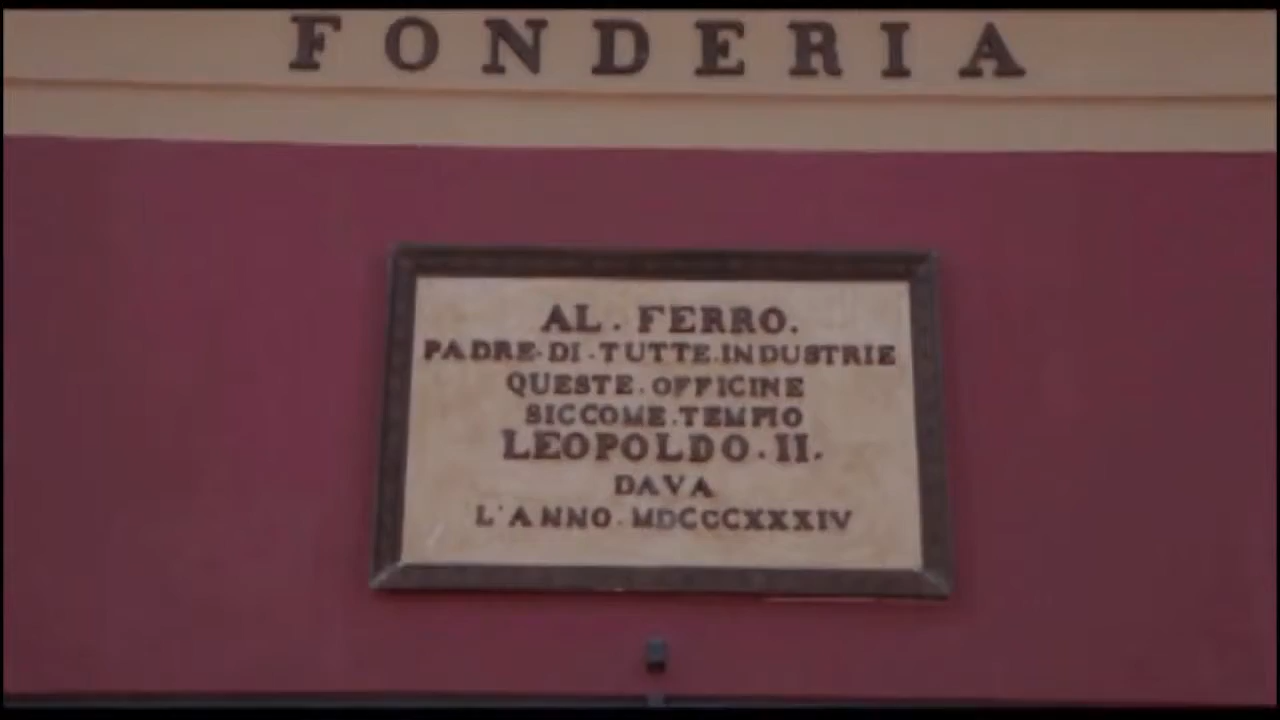 FONDERIA
AL . FERRO.
PADRE·DI·TUTTE·INDUSTRIE
QUESTE·OFFICINE
SICCOME·TEMPIO
LEOPOLDO·II.
DAVA
L'ANNO·MDCCCXXXIV